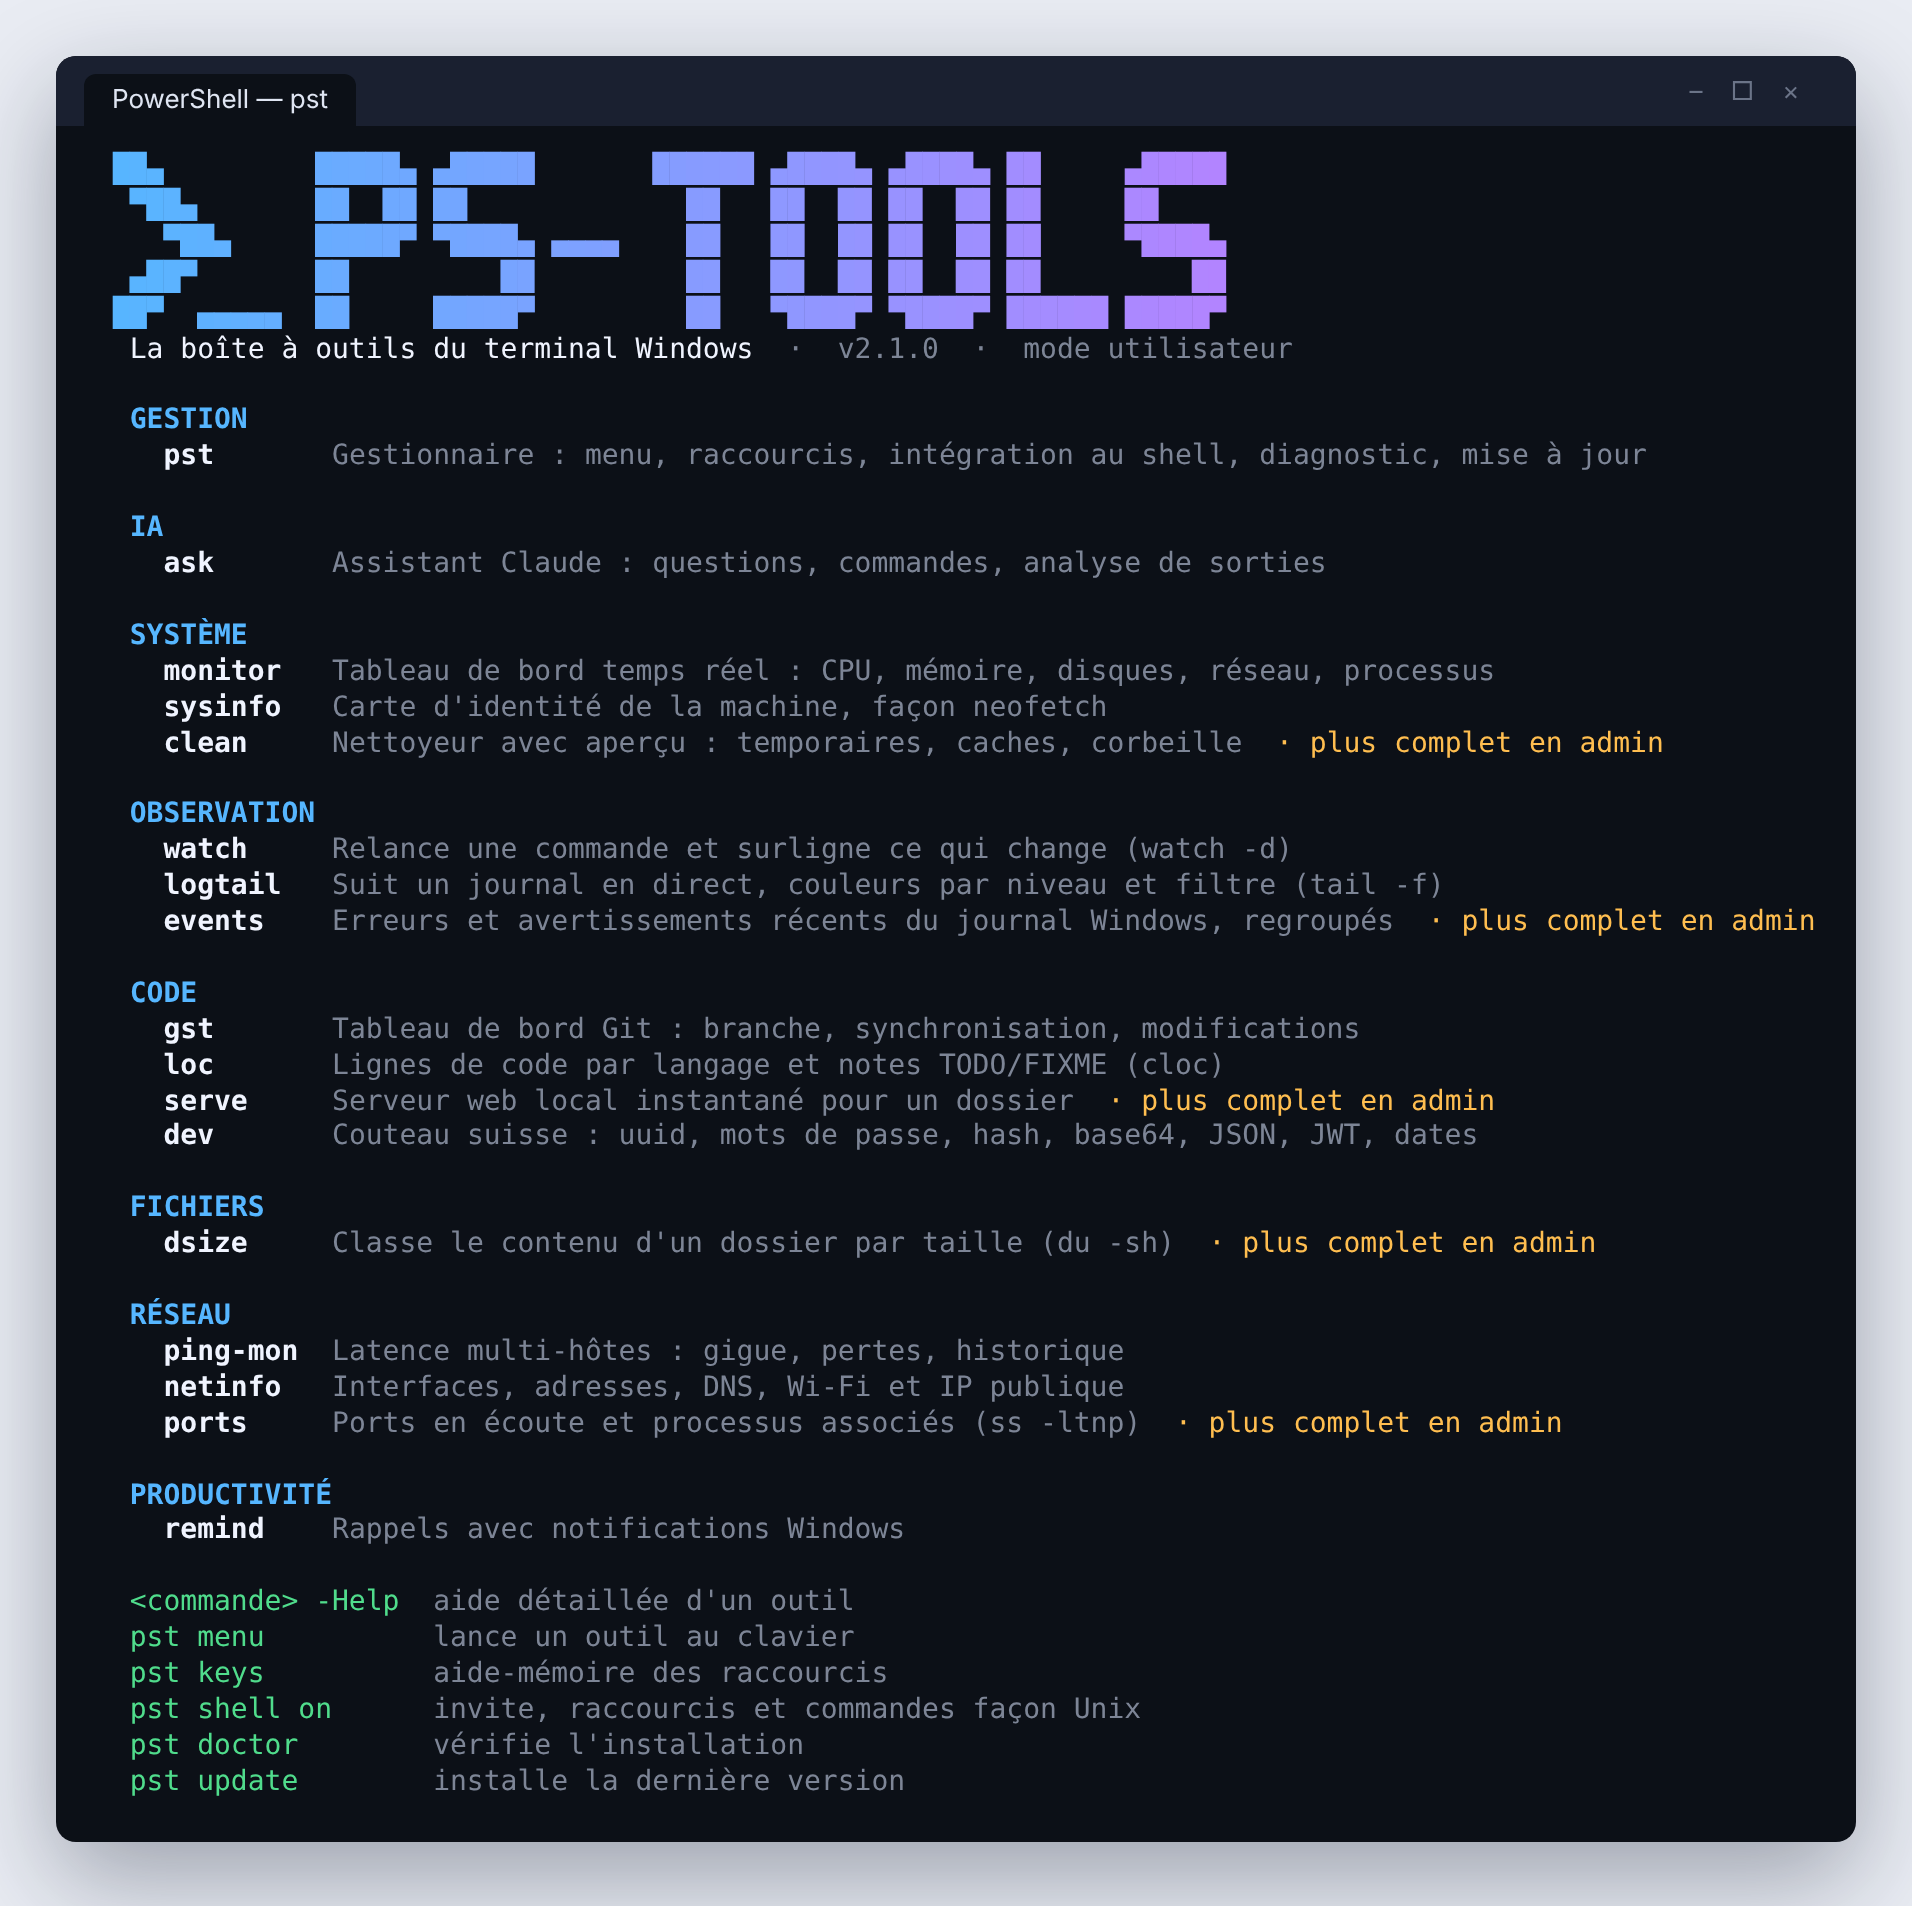 PowerShell — pst
>_ PS_TOOLS
La boîte à outils du terminal Windows · v2.1.0 · mode utilisateur
GESTION
pst Gestionnaire : menu, raccourcis, intégration au shell, diagnostic, mise à jour
IA
ask Assistant Claude : questions, commandes, analyse de sorties
SYSTÈME
monitor Tableau de bord temps réel : CPU, mémoire, disques, réseau, processus
sysinfo Carte d'identité de la machine, façon neofetch
clean Nettoyeur avec aperçu : temporaires, caches, corbeille · plus complet en admin
OBSERVATION
watch Relance une commande et surligne ce qui change (watch -d)
logtail Suit un journal en direct, couleurs par niveau et filtre (tail -f)
events Erreurs et avertissements récents du journal Windows, regroupés · plus complet en admin
CODE
gst Tableau de bord Git : branche, synchronisation, modifications
loc Lignes de code par langage et notes TODO/FIXME (cloc)
serve Serveur web local instantané pour un dossier · plus complet en admin
dev Couteau suisse : uuid, mots de passe, hash, base64, JSON, JWT, dates
FICHIERS
dsize Classe le contenu d'un dossier par taille (du -sh) · plus complet en admin
RÉSEAU
ping-mon Latence multi-hôtes : gigue, pertes, historique
netinfo Interfaces, adresses, DNS, Wi-Fi et IP publique
ports Ports en écoute et processus associés (ss -ltnp) · plus complet en admin
PRODUCTIVITÉ
remind Rappels avec notifications Windows
<commande> -Help aide détaillée d'un outil
pst menu lance un outil au clavier
pst keys aide-mémoire des raccourcis
pst shell on invite, raccourcis et commandes façon Unix
pst doctor vérifie l'installation
pst update installe la dernière version